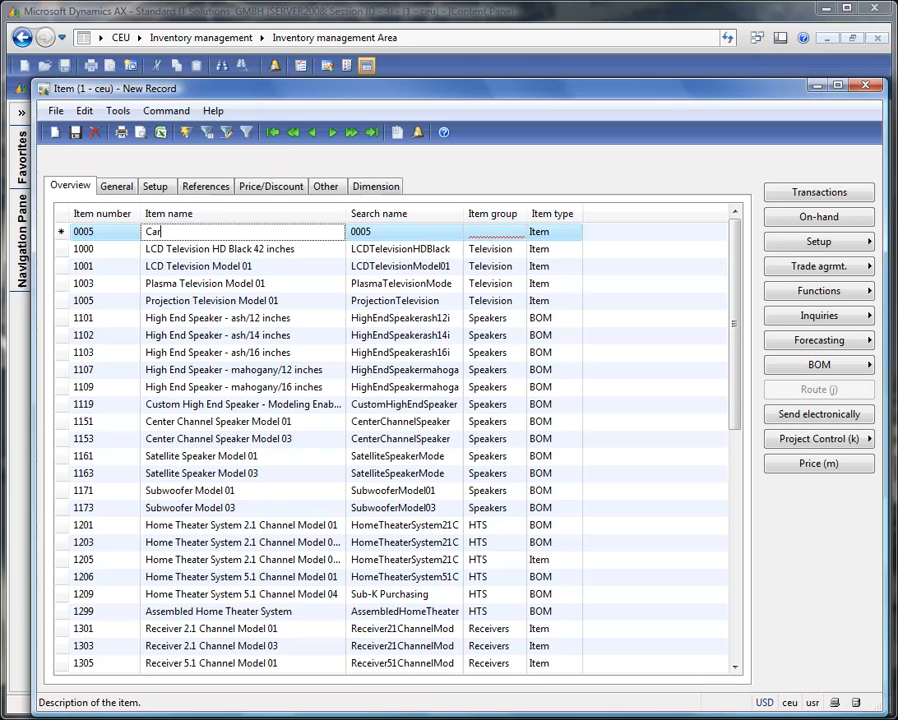 Microsoft Dynamics AX - Standard IT Solutions. GMBH [SERVER2008: Session ID - 3] - [1 - ceu] - [Content Panel]
CEU Inventory management Inventory management Area
Item (1 - ceu) - New Record
File Edit Tools Command Help
»
Favorites
Navigation Pane
Overview General Setup References Price/Discount Other Dimension
Item number Item name Search name Item group Item type
0005 Car 0005 Item
1000 LCD Television HD Black 42 inches LCDTelevisionHDBlack Television Item
1001 LCD Television Model 01 LCDTelevisionModel01 Television Item
1003 Plasma Television Model 01 PlasmaTelevisionMode Television Item
1005 Projection Television Model 01 ProjectionTelevision Television Item
1101 High End Speaker - ash/12 inches HighEndSpeakerash12i Speakers BOM
1102 High End Speaker - ash/14 inches HighEndSpeakerash14i Speakers BOM
1103 High End Speaker - ash/16 inches HighEndSpeakerash16i Speakers BOM
1107 High End Speaker - mahogany/12 inches HighEndSpeakermahoga Speakers BOM
1109 High End Speaker - mahogany/16 inches HighEndSpeakermahoga Speakers BOM
1119 Custom High End Speaker - Modeling Enab... CustomHighEndSpeaker Speakers BOM
1151 Center Channel Speaker Model 01 CenterChannelSpeaker Speakers BOM
1153 Center Channel Speaker Model 03 CenterChannelSpeaker Speakers BOM
1161 Satellite Speaker Model 01 SatelliteSpeakerMode Speakers BOM
1163 Satellite Speaker Model 03 SatelliteSpeakerMode Speakers BOM
1171 Subwoofer Model 01 SubwooferModel01 Speakers BOM
1173 Subwoofer Model 03 SubwooferModel03 Speakers BOM
1201 Home Theater System 2.1 Channel Model 01 HomeTheaterSystem21C HTS BOM
1203 Home Theater System 2.1 Channel Model 0... HomeTheaterSystem21C HTS BOM
1205 Home Theater System 2.1 Channel Model 0... HomeTheaterSystem21C HTS Item
1206 Home Theater System 5.1 Channel Model 01 HomeTheaterSystem51C HTS BOM
1209 Home Theater System 5.1 Channel Model 04 Sub-K Purchasing HTS BOM
1299 Assembled Home Theater System AssembledHomeTheater HTS BOM
1301 Receiver 2.1 Channel Model 01 Receiver21ChannelMod Receivers Item
1303 Receiver 2.1 Channel Model 03 Receiver21ChannelMod Receivers Item
1305 Receiver 5.1 Channel Model 01 Receiver51ChannelMod Receivers Item
Transactions
On-hand
Setup
Trade agrmt.
Functions
Inquiries
Forecasting
BOM
Route (j)
Send electronically
Project Control (k)
Price (m)
Description of the item. USD ceu usr